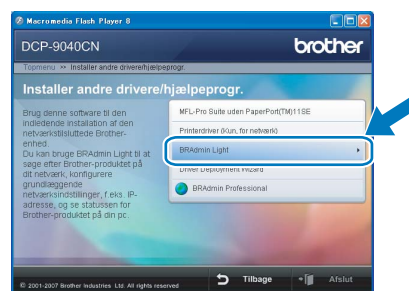 Macromedia Flash Player 8
DCP-9040CN
brother
Topmenu >> Installer andre drivere/hjælpeprogr.
Installer andre drivere/hjælpeprogr.
Brug denne software til den
indledende installation af den
netværkstilsluttede Brother-
enhed.
Du kan bruge BRAdmin Light til at
søge efter Brother-produktet på
dit netværk, konfigurere
grundlæggende
netværksindstillinger, f.eks. IP-
adresse, og se statussen for
Brother-produktet på din pc.
MFL-Pro Suite uden PaperPort(TM)11SE
Printerdriver (Kun, for netværk)
BRAdmin Light
Driver Deployment Wizard
BRAdmin Professional
© 2001-2007 Brother Industries Ltd. All rights reserved
Tilbage
Afslut